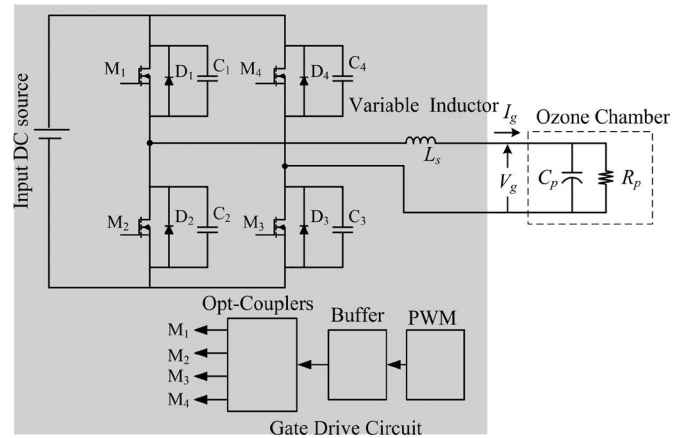 M1
D1
C1
M4
D4
C4
Variable Inductor
Ig
Ozone Chamber
Input DC source
Ls
Vg
Cp
Rp
M2
D2
C2
M3
D3
C3
Opt-Couplers
Buffer
PWM
M1
M2
M3
M4
Gate Drive Circuit